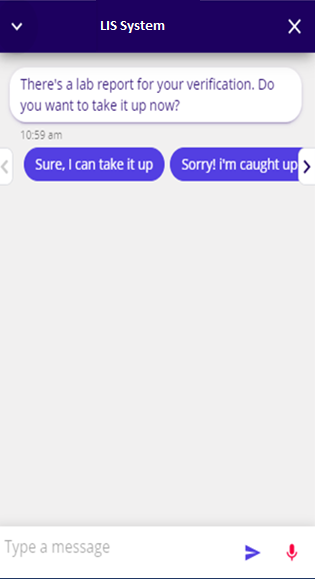 LIS System
There's a lab report for your verification. Do
you want to take it up now?
10:59 am
Sure, I can take it up
Sorry! i'm caught up
Type a message